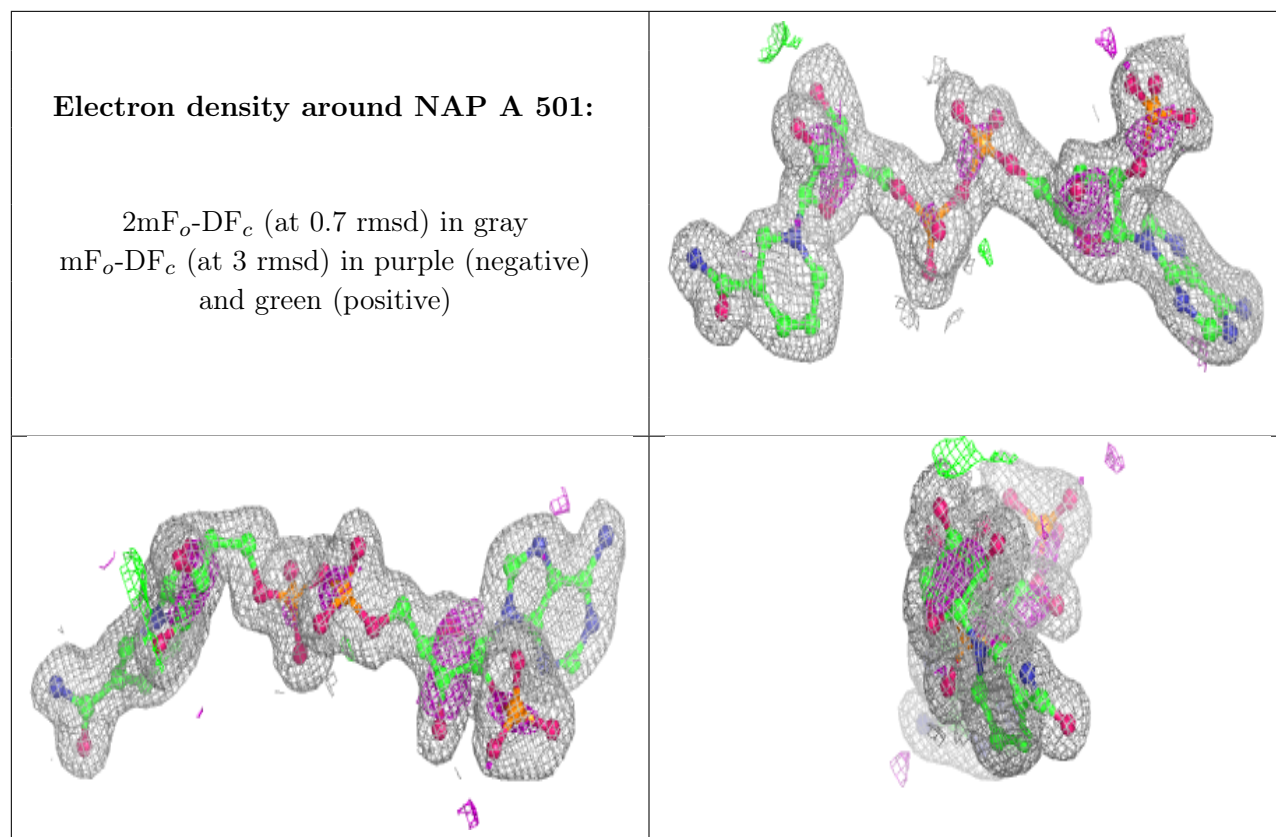 Electron density around NAP A 501:
2mFo-DFc (at 0.7 rmsd) in gray
mFo-DFc (at 3 rmsd) in purple (negative)
and green (positive)